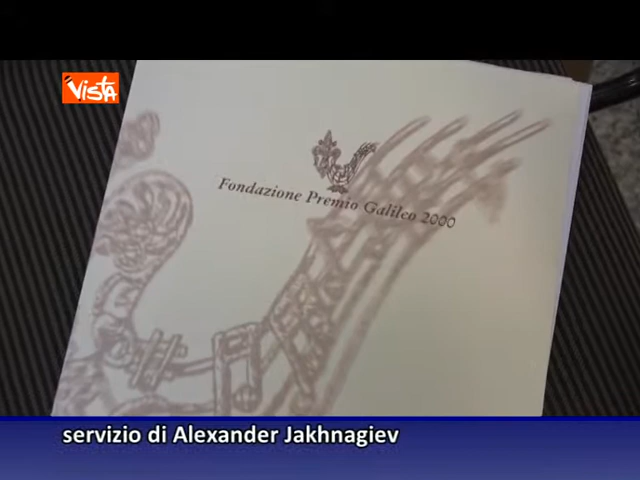 VISTA
Fondazione Premio Galileo 2000
servizio di Alexander Jakhnagiev